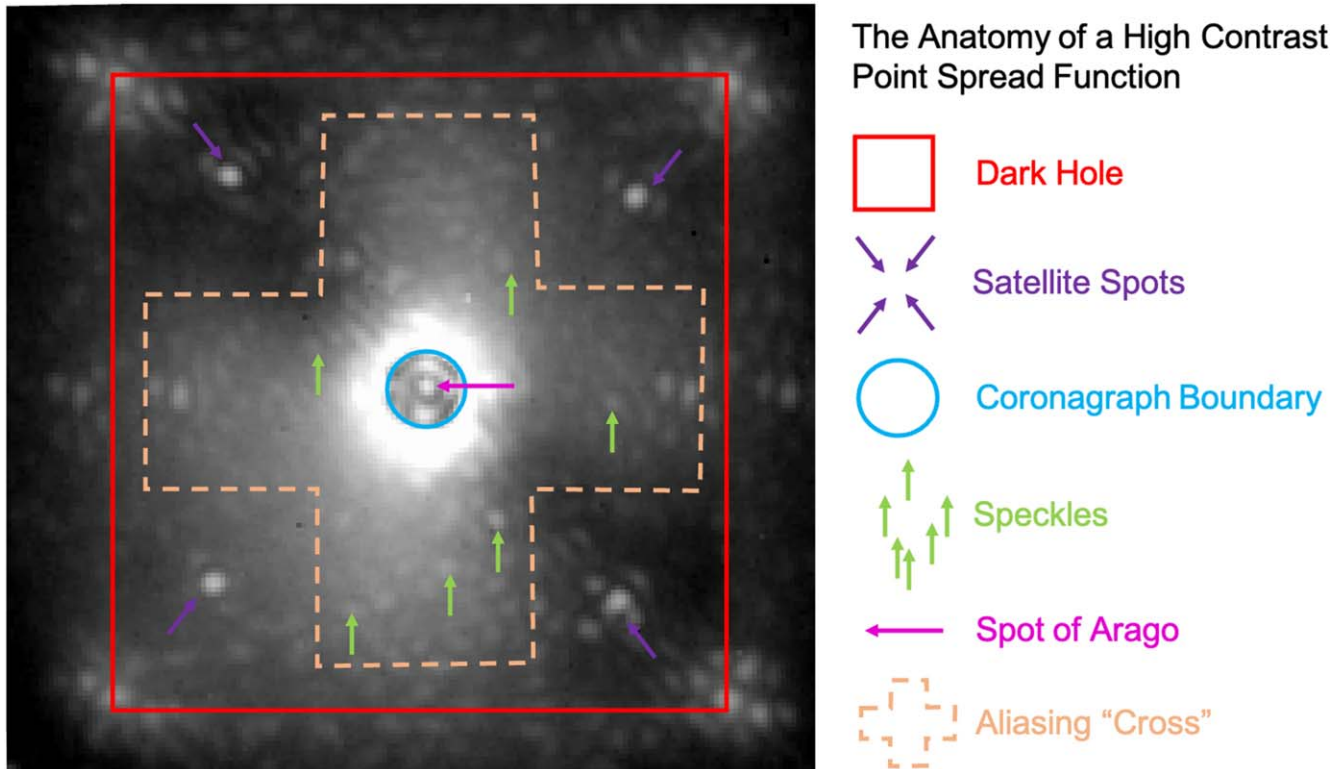 The Anatomy of a High Contrast
Point Spread Function
Dark Hole
Satellite Spots
Coronagraph Boundary
Speckles
Spot of Arago
Aliasing “Cross”